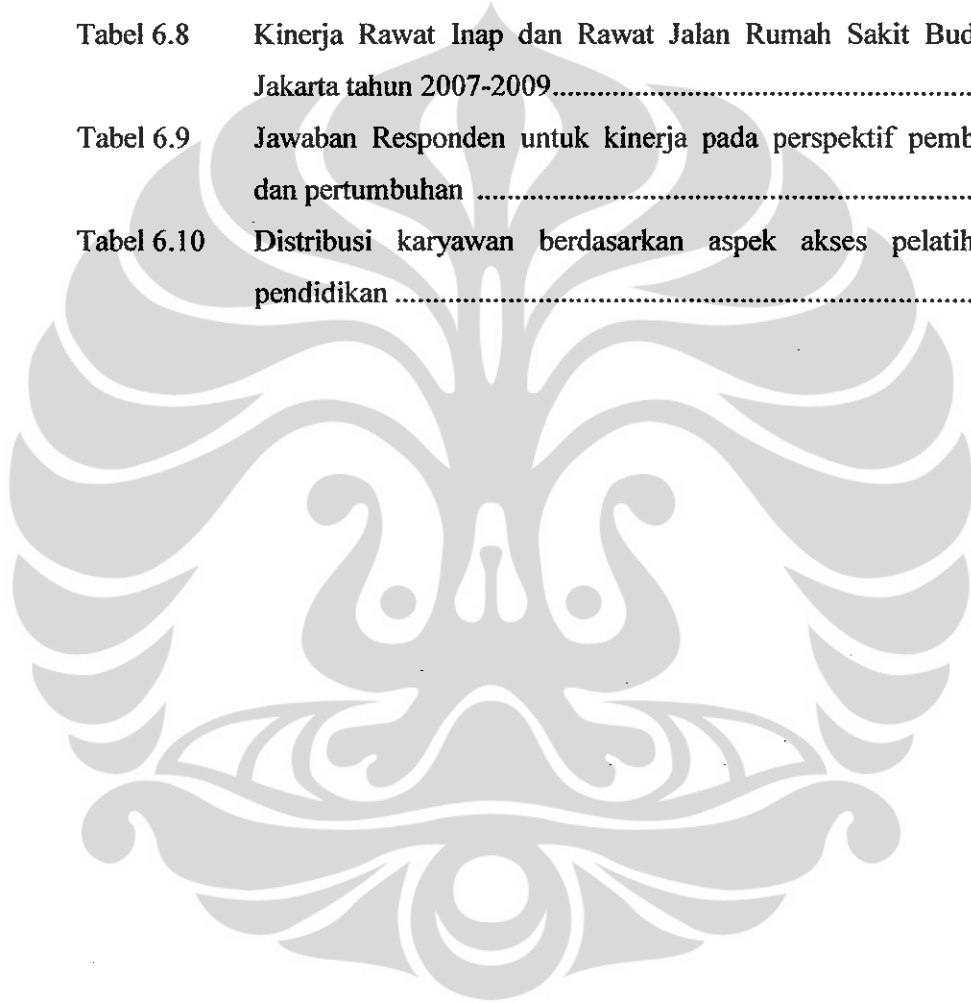 Tabel 6.8 Kinerja Rawat Inap dan Rawat Jalan Rumah Sakit Bud
Jakarta tahun 2007-2009..............................................................
Tabel 6.9 Jawaban Responden untuk kinerja pada perspektif pemb
dan pertumbuhan ..........................................................................
Tabel 6.10 Distribusi karyawan berdasarkan aspek akses pelatih
pendidikan .....................................................................................